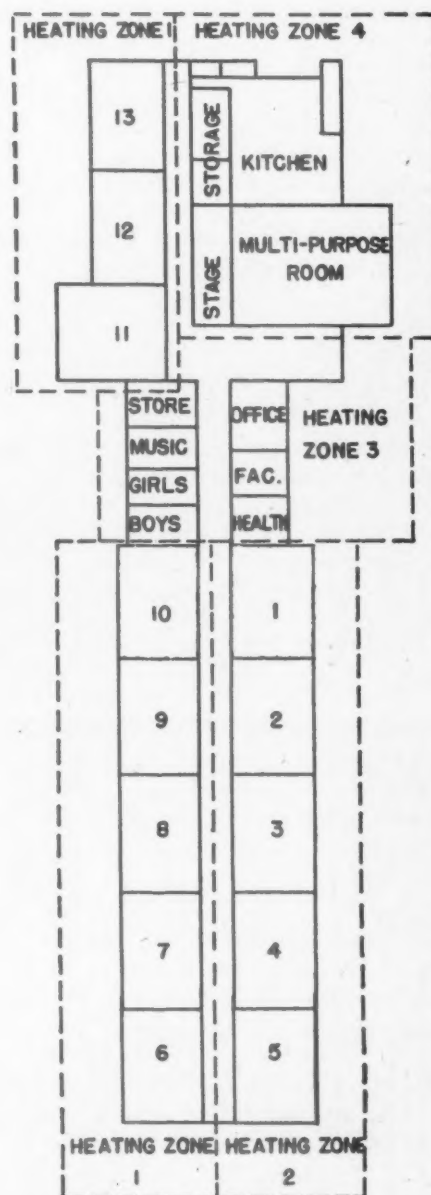 HEATING ZONE 1
HEATING ZONE 4
13
STORAGE
KITCHEN
12
STAGE
MULTI-PURPOSE
ROOM
11
STORE
OFFICE
HEATING
ZONE 3
MUSIC
GIRLS
FAC.
BOYS
HEALTH
10
1
9
2
8
3
7
4
6
5
HEATING ZONE
1
HEATING ZONE
2